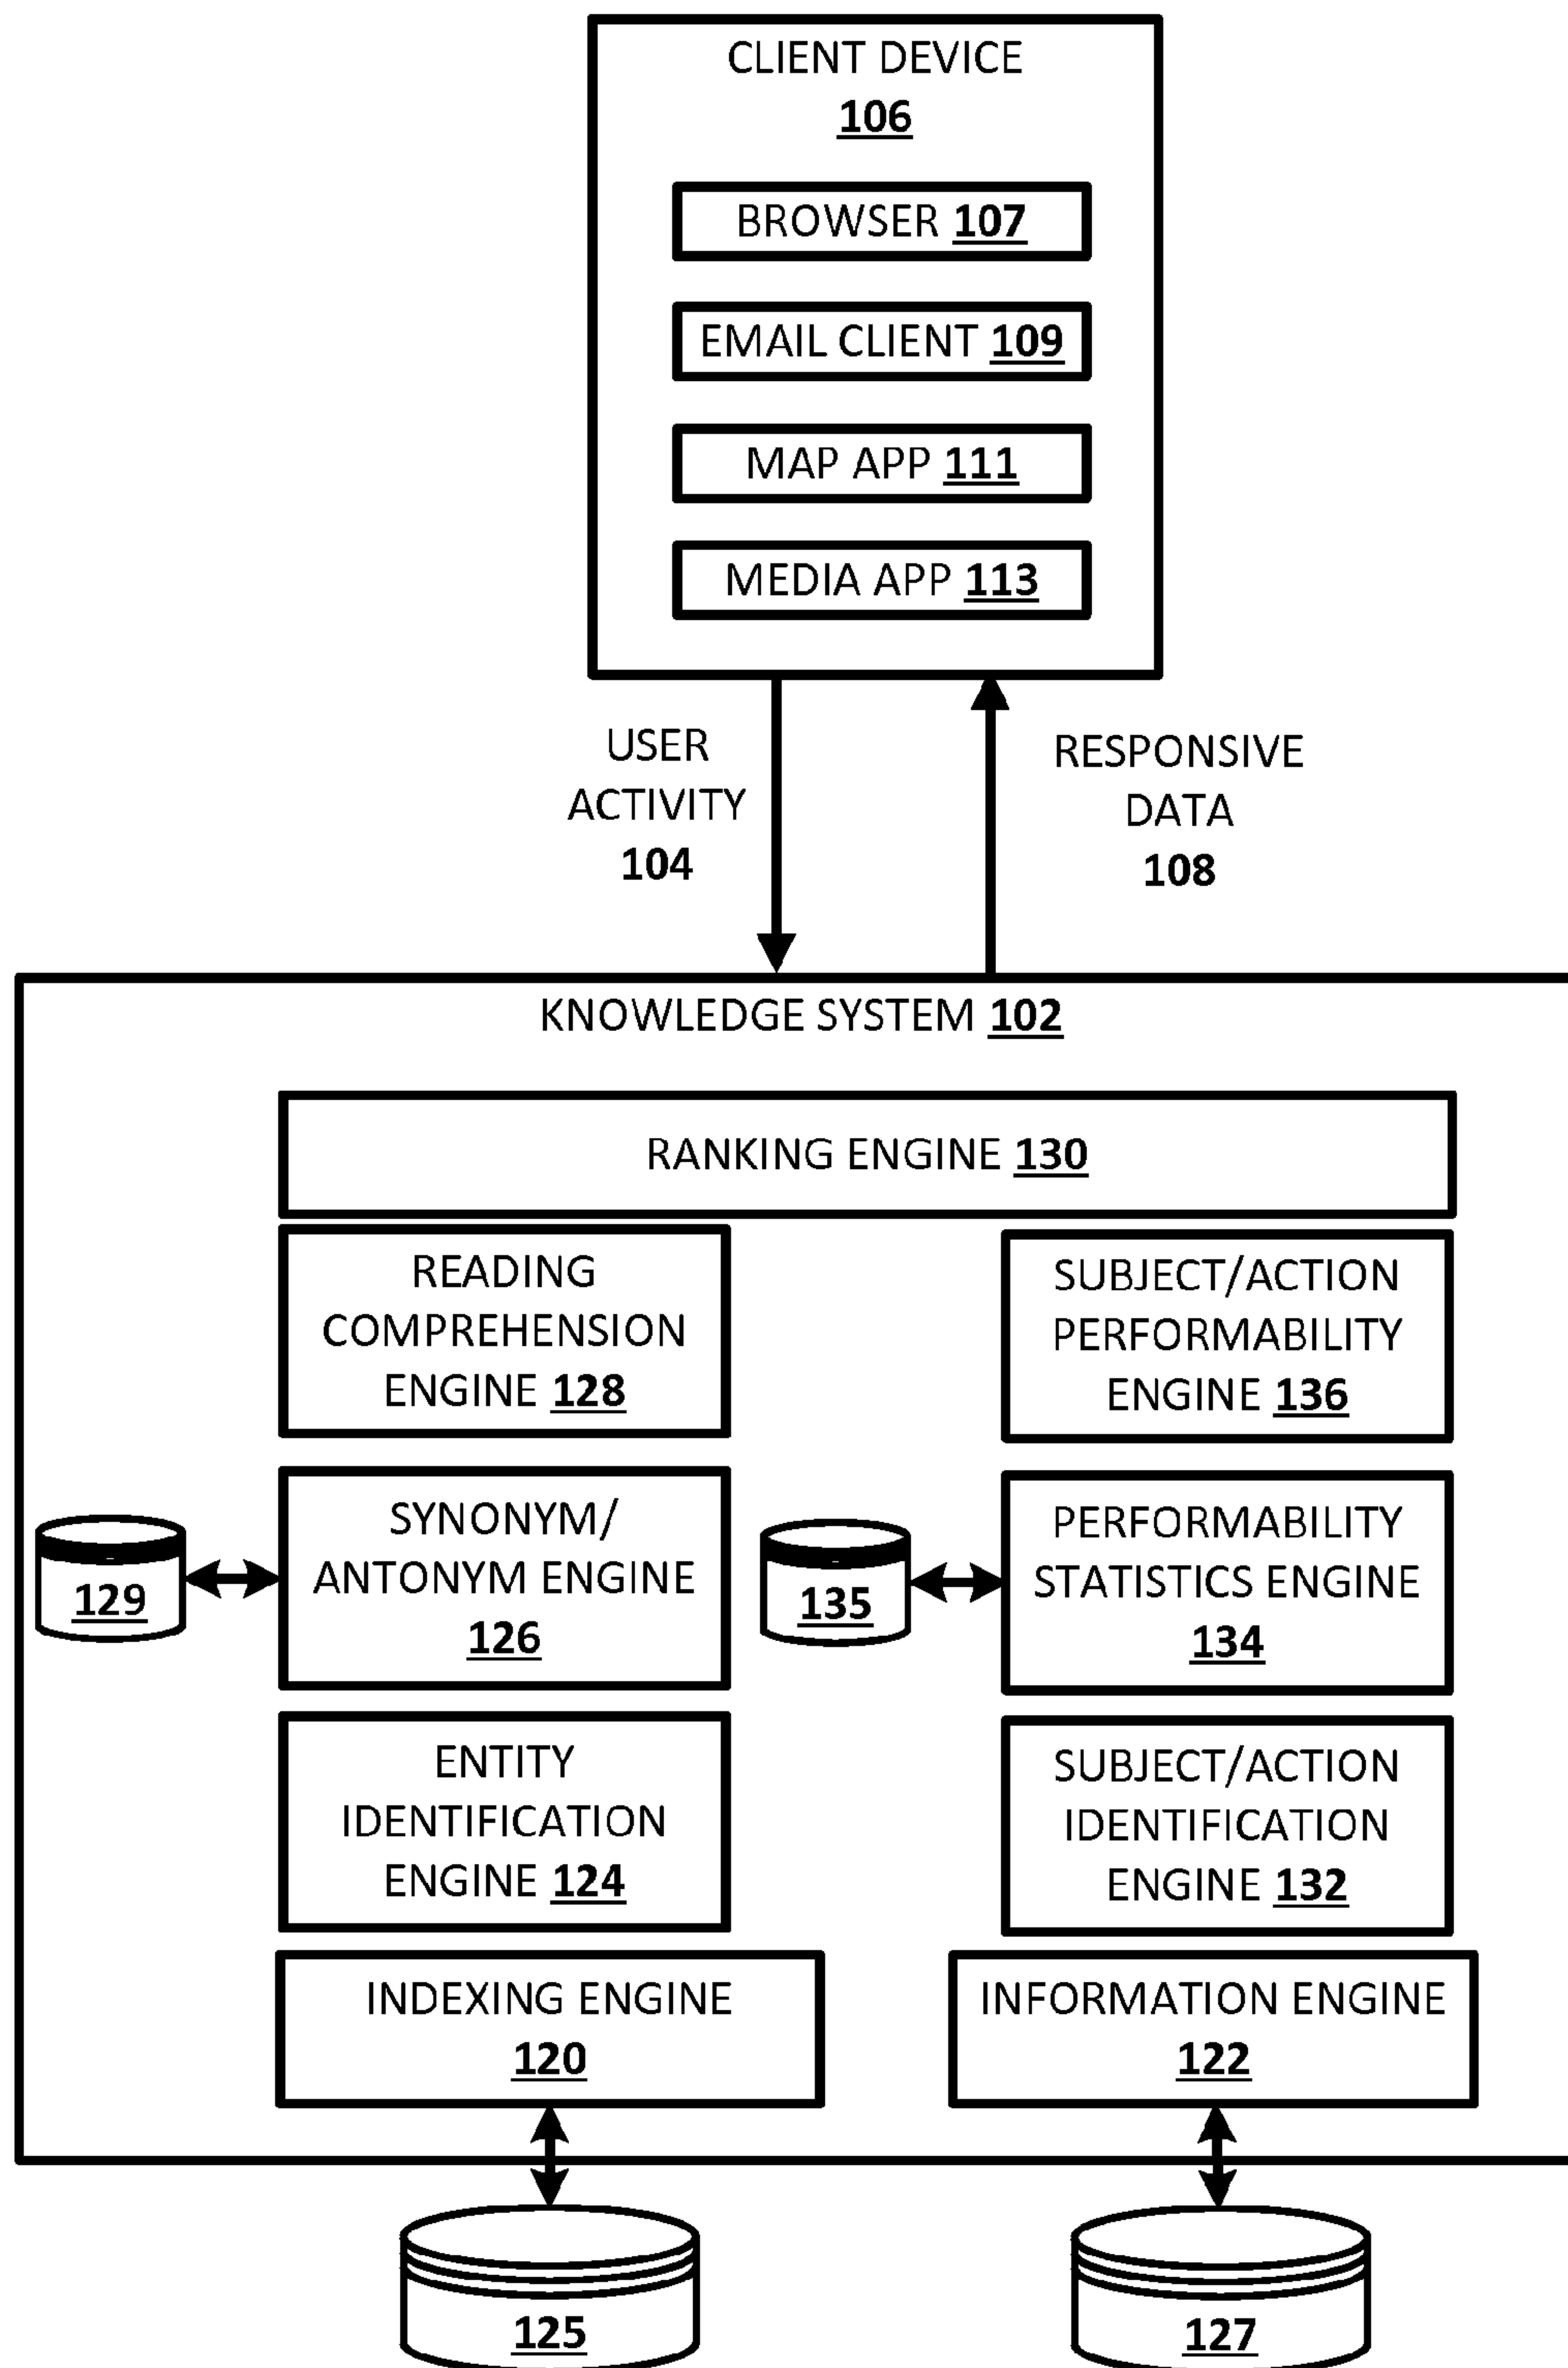 CLIENT DEVICE
106
BROWSER 107
EMAIL CLIENT 109
MAP APP 111
MEDIA APP 113
USER
ACTIVITY
104
RESPONSIVE
DATA
108
KNOWLEDGE SYSTEM 102
RANKING ENGINE 130
READING
COMPREHENSION
ENGINE 128
SUBJECT/ACTION
PERFORMABILITY
ENGINE 136
129
SYNONYM/
ANTONYM ENGINE
126
135
PERFORMABILITY
STATISTICS ENGINE
134
ENTITY
IDENTIFICATION
ENGINE 124
SUBJECT/ACTION
IDENTIFICATION
ENGINE 132
INDEXING ENGINE
120
INFORMATION ENGINE
122
125
127